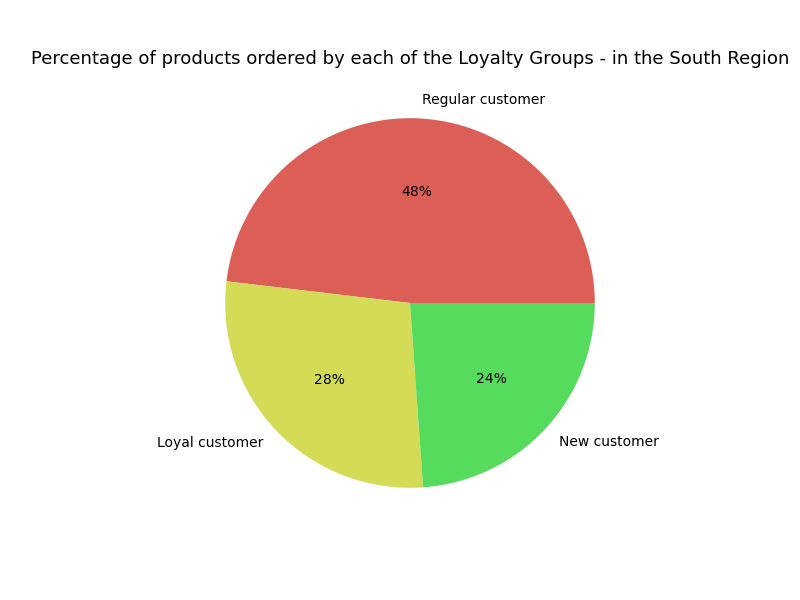 Percentage of products ordered by each of the Loyalty Groups - in the South Region
Regular customer
48%
28%
24%
Loyal customer
New customer